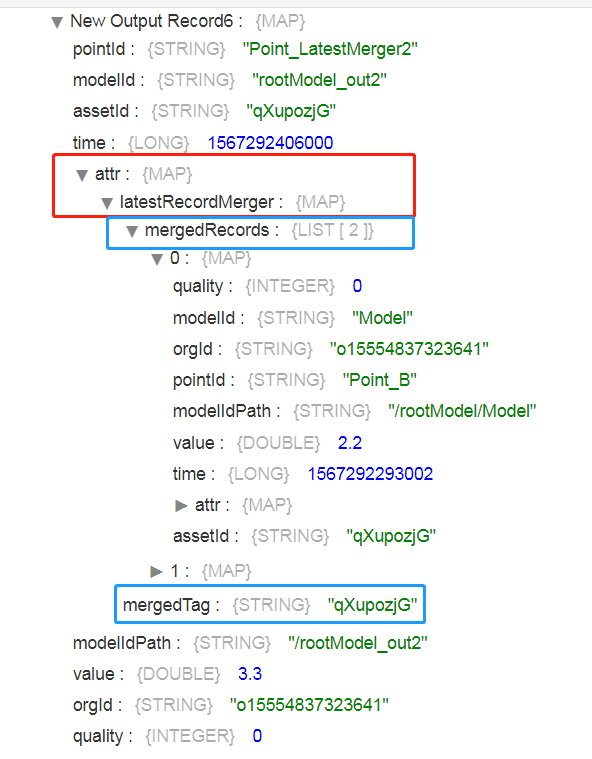 ▼ New Output Record6 : {MAP}
pointId : {STRING} "Point_LatestMerger2"
modelId : {STRING} "rootModel_out2"
assetId : {STRING} "qXupozjG"
time : {LONG} 1567292406000
▼ attr : {MAP}
▼ latestRecordMerger : {MAP}
▼ mergedRecords : {LIST [ 2 ]}
▼ 0 : {MAP}
quality : {INTEGER} 0
modelId : {STRING} "Model"
orgId : {STRING} "o15554837323641"
pointId : {STRING} "Point_B"
modelIdPath : {STRING} "/rootModel/Model"
value : {DOUBLE} 2.2
time : {LONG} 1567292293002
▶ attr : {MAP}
assetId : {STRING} "qXupozjG"
▶ 1 : {MAP}
mergedTag : {STRING} "qXupozjG"
modelIdPath : {STRING} "/rootModel_out2"
value : {DOUBLE} 3.3
orgId : {STRING} "o15554837323641"
quality : {INTEGER} 0